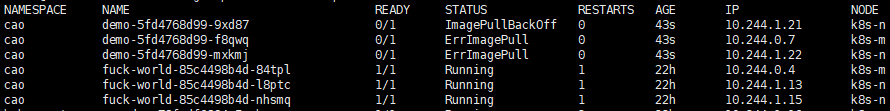 NAMESPACE NAME READY STATUS RESTARTS AGE IP NODE
cao demo-5fd4768d99-9xd87 0/1 ImagePullBackOff 0 43s 10.244.1.21 k8s-n
cao demo-5fd4768d99-f8qwq 0/1 ErrImagePull 0 43s 10.244.0.7 k8s-m
cao demo-5fd4768d99-mxkmj 0/1 ErrImagePull 0 43s 10.244.1.22 k8s-n
cao fuck-world-85c4498b4d-84tpl 1/1 Running 1 22h 10.244.0.4 k8s-m
cao fuck-world-85c4498b4d-l8ptc 1/1 Running 1 22h 10.244.1.13 k8s-n
cao fuck-world-85c4498b4d-nhsmq 1/1 Running 1 22h 10.244.1.15 k8s-n